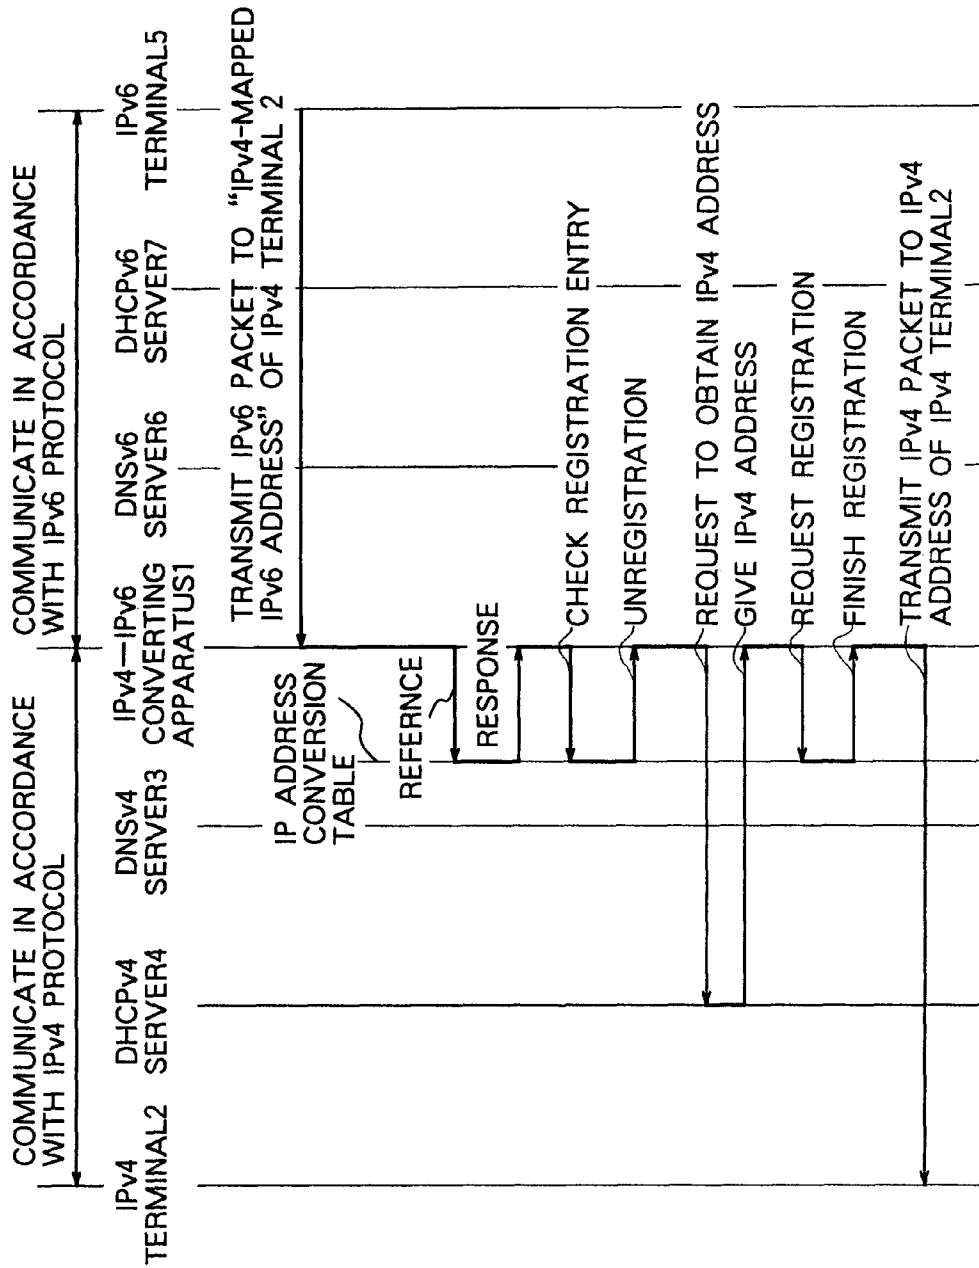 COMMUNICATE IN ACCORDANCE
WITH IPv4 PROTOCOL
COMMUNICATE IN ACCORDANCE
WITH IPv6 PROTOCOL
IPv4
TERMINAL2
DHCPv4
SERVER4
DNSv4
SERVER3
IPv4—IPv6
CONVERTING
APPARATUS1
DNSv6
SERVER6
DHCPv6
SERVER7
IPv6
TERMINAL5
TRANSMIT IPv6 PACKET TO "IPv4-MAPPED
IPv6 ADDRESS" OF IPv4 TERMINAL 2
IP ADDRESS
CONVERSION
TABLE
REFERNCE
RESPONSE
CHECK REGISTRATION ENTRY
UNREGISTRATION
REQUEST TO OBTAIN IPv4 ADDRESS
GIVE IPv4 ADDRESS
REQUEST REGISTRATION
FINISH REGISTRATION
TRANSMIT IPv4 PACKET TO IPv4
ADDRESS OF IPv4 TERMIMAL2